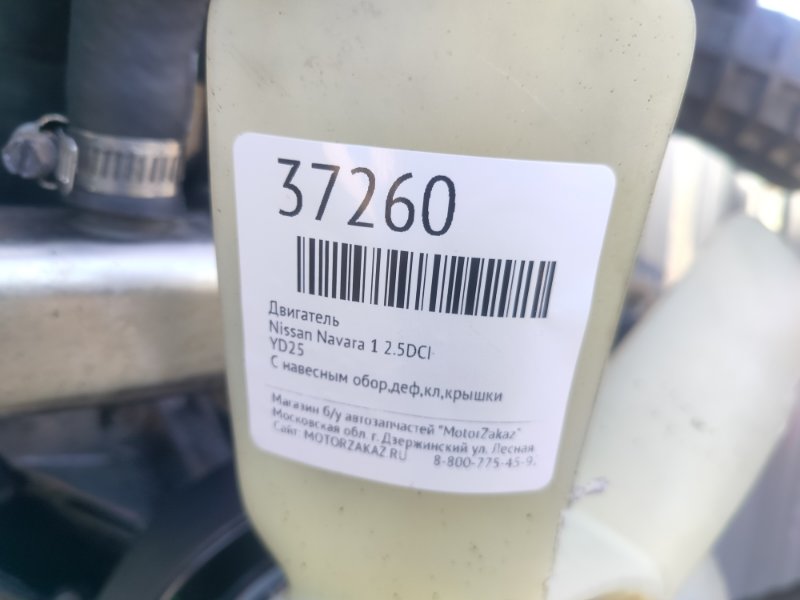 37260
Двигатель
Nissan Navara 1 2.5DCI
YD25
С навесным обор,деф,кл,крышки
Магазин б/у автозапчастей "MotorZakaz"
Московская обл. г. Дзержинский ул. Лесная
Сайт: MOTORZAKAZ.RU 8-800-775-45-9